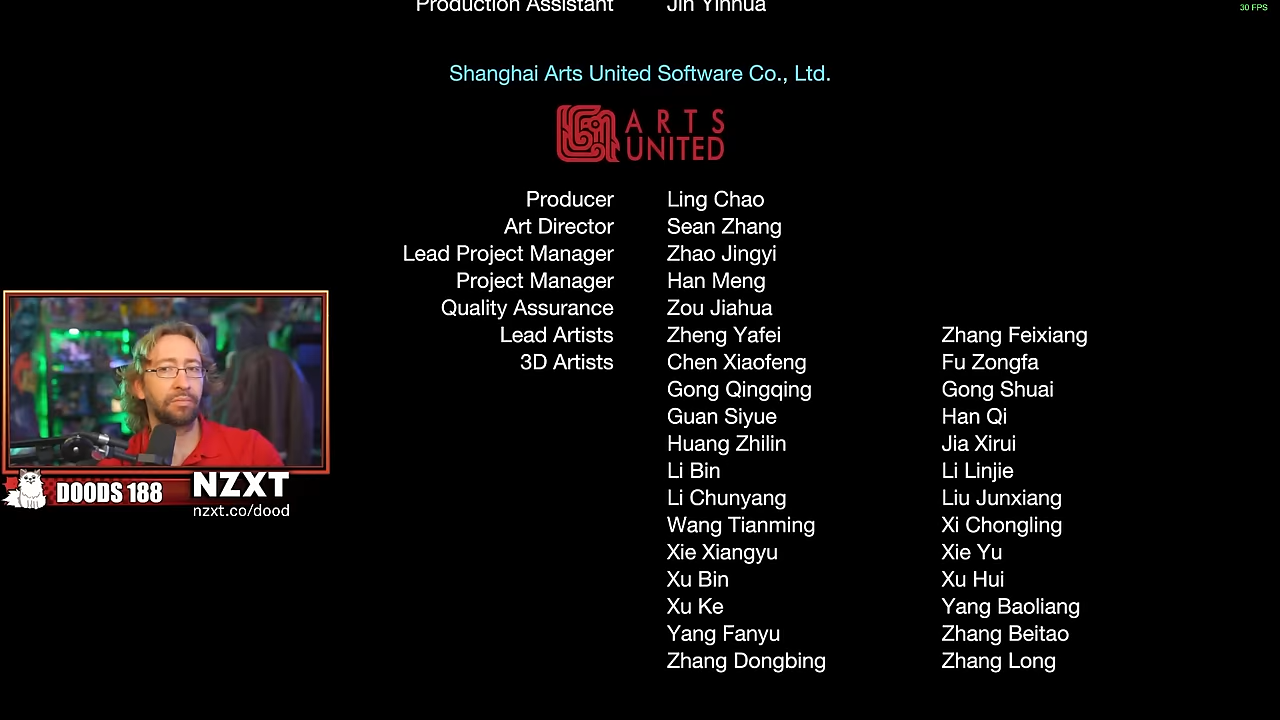 Production Assistant Jin Yinhua
30 FPS
Shanghai Arts United Software Co., Ltd.
ARTS
UNITED
Producer Ling Chao
Art Director Sean Zhang
Lead Project Manager Zhao Jingyi
Project Manager Han Meng
Quality Assurance Zou Jiahua
Lead Artists Zheng Yafei Zhang Feixiang
3D Artists Chen Xiaofeng Fu Zongfa
Gong Qingqing Gong Shuai
Guan Siyue Han Qi
Huang Zhilin Jia Xirui
Li Bin Li Linjie
Li Chunyang Liu Junxiang
Wang Tianming Xi Chongling
Xie Xiangyu Xie Yu
Xu Bin Xu Hui
Xu Ke Yang Baoliang
Yang Fanyu Zhang Beitao
Zhang Dongbing Zhang Long
DOODS 188
NZXT
nzxt.co/dood